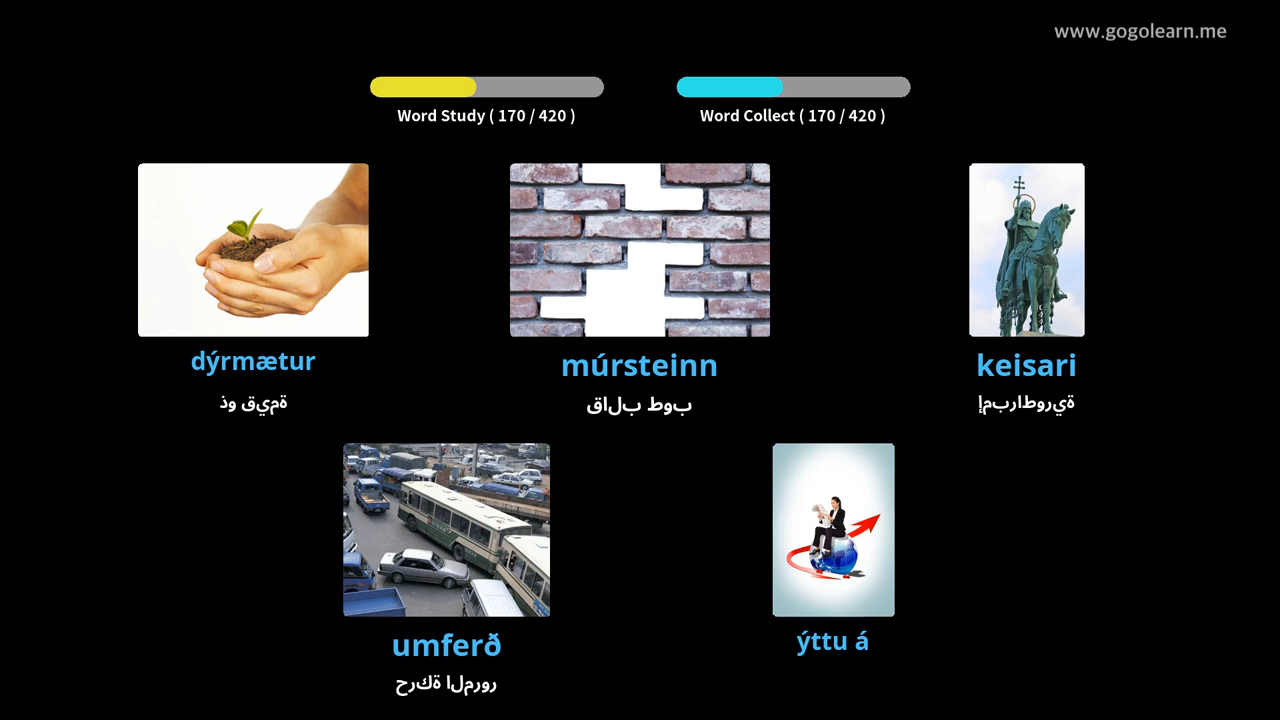 www.gogolearn.me
Word Study ( 170 / 420 )
Word Collect ( 170 / 420 )
dýrmætur
ذو قيمة
múrsteinn
قالب طوب
keisari
إمبراطورية
umferð
حركة المرور
ýttu á